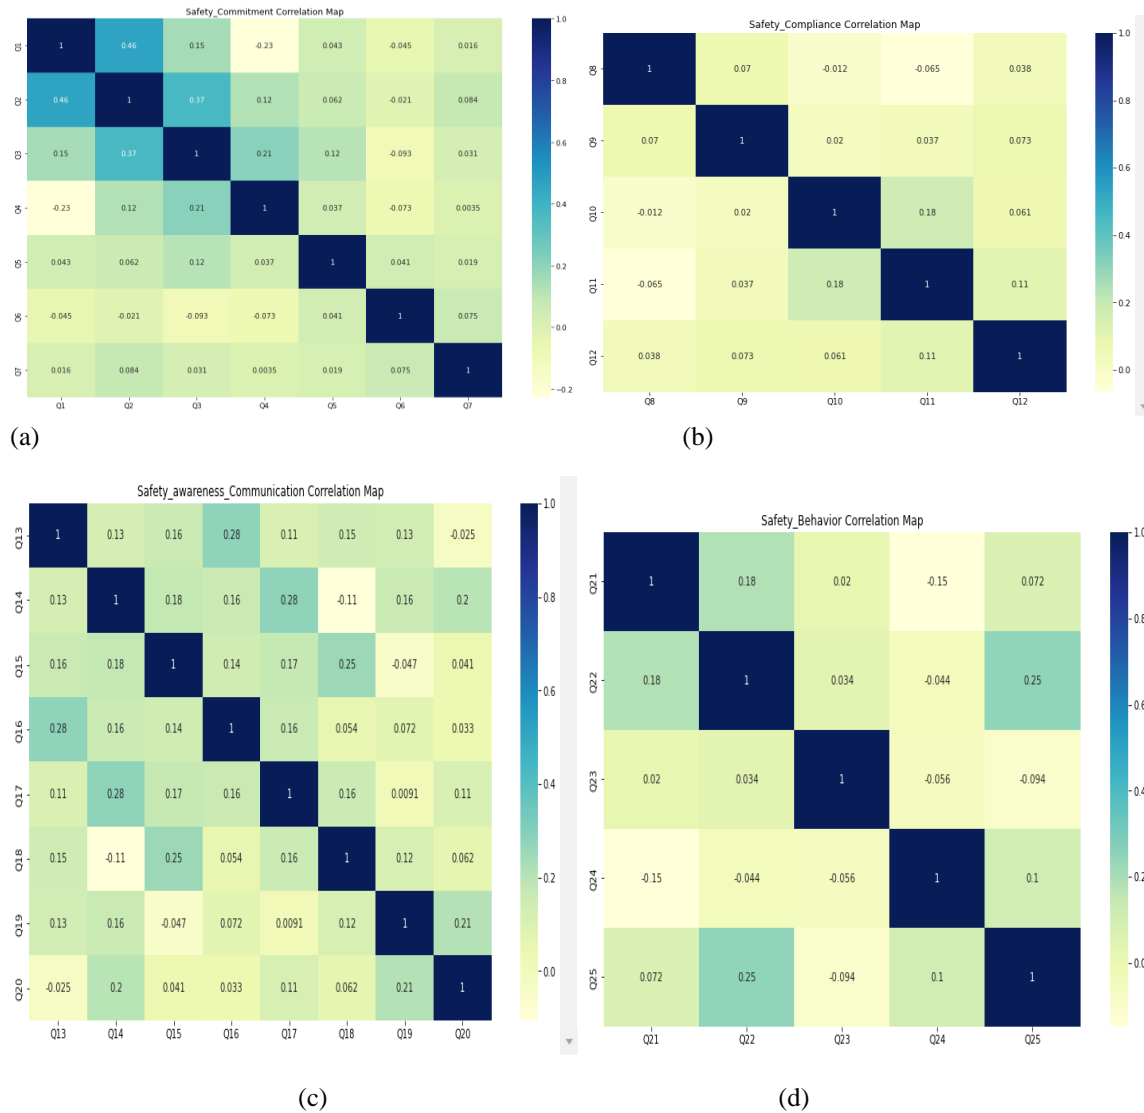 Safety_Commitment Correlation Map
Q1 1 0.46 0.15 -0.23 0.043 -0.045 0.016
Q2 0.46 1 0.37 0.12 0.062 -0.021 0.084
Q3 0.15 0.37 1 0.21 0.12 -0.093 0.031
Q4 -0.23 0.12 0.21 1 0.037 -0.073 0.0035
Q5 0.043 0.062 0.12 0.037 1 0.041 0.019
Q6 -0.045 -0.021 -0.093 -0.073 0.041 1 0.075
Q7 0.016 0.084 0.031 0.0035 0.019 0.075 1
Q1 Q2 Q3 Q4 Q5 Q6 Q7
1.0
0.8
0.6
0.4
0.2
0.0
−0.2
(a)
Safety_Compliance Correlation Map
Q8 1 0.07 -0.012 -0.065 0.038
Q9 0.07 1 0.02 0.037 0.073
Q10 -0.012 0.02 1 0.18 0.061
Q11 -0.065 0.037 0.18 1 0.11
Q12 0.038 0.073 0.061 0.11 1
Q8 Q9 Q10 Q11 Q12
1.0
0.8
0.6
0.4
0.2
0.0
(b)
Safety_awareness_Communication Correlation Map
Q13 1 0.13 0.16 0.28 0.11 0.15 0.13 -0.025
Q14 0.13 1 0.18 0.16 0.28 -0.11 0.16 0.2
Q15 0.16 0.18 1 0.14 0.17 0.25 -0.047 0.041
Q16 0.28 0.16 0.14 1 0.16 0.054 0.072 0.033
Q17 0.11 0.28 0.17 0.16 1 0.16 0.0091 0.11
Q18 0.15 -0.11 0.25 0.054 0.16 1 0.12 0.062
Q19 0.13 0.16 -0.047 0.072 0.0091 0.12 1 0.21
Q20 -0.025 0.2 0.041 0.033 0.11 0.062 0.21 1
Q13 Q14 Q15 Q16 Q17 Q18 Q19 Q20
1.0
0.8
0.6
0.4
0.2
0.0
(c)
Safety_Behavior Correlation Map
Q21 1 0.18 0.02 -0.15 0.072
Q22 0.18 1 0.034 -0.044 0.25
Q23 0.02 0.034 1 -0.056 -0.094
Q24 -0.15 -0.044 -0.056 1 0.1
Q25 0.072 0.25 -0.094 0.1 1
Q21 Q22 Q23 Q24 Q25
1.0
0.8
0.6
0.4
0.2
0.0
(d)